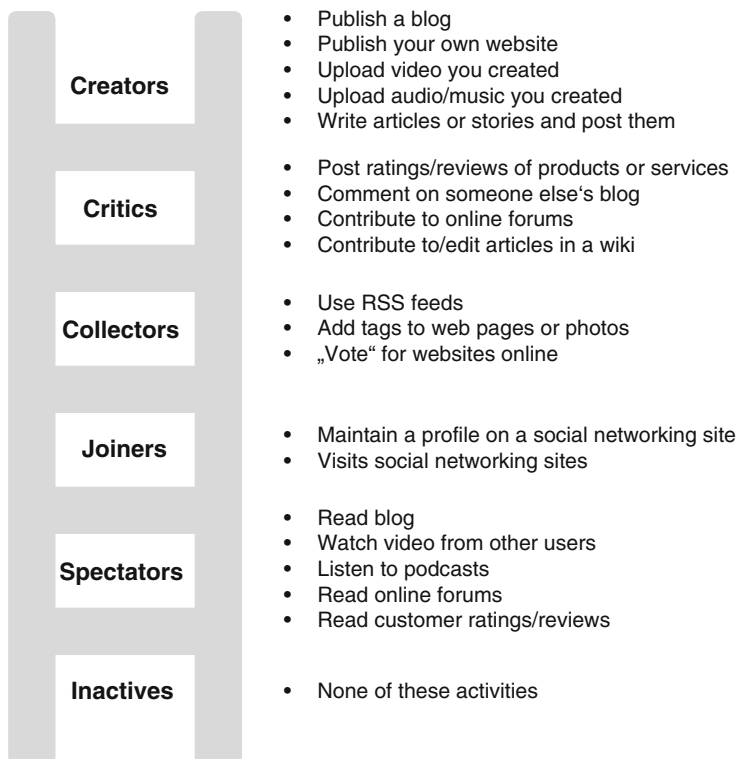 Creators
• Publish a blog
• Publish your own website
• Upload video you created
• Upload audio/music you created
• Write articles or stories and post them
Critics
• Post ratings/reviews of products or services
• Comment on someone else‘s blog
• Contribute to online forums
• Contribute to/edit articles in a wiki
Collectors
• Use RSS feeds
• Add tags to web pages or photos
• „Vote“ for websites online
Joiners
• Maintain a profile on a social networking site
• Visits social networking sites
Spectators
• Read blog
• Watch video from other users
• Listen to podcasts
• Read online forums
• Read customer ratings/reviews
Inactives
• None of these activities